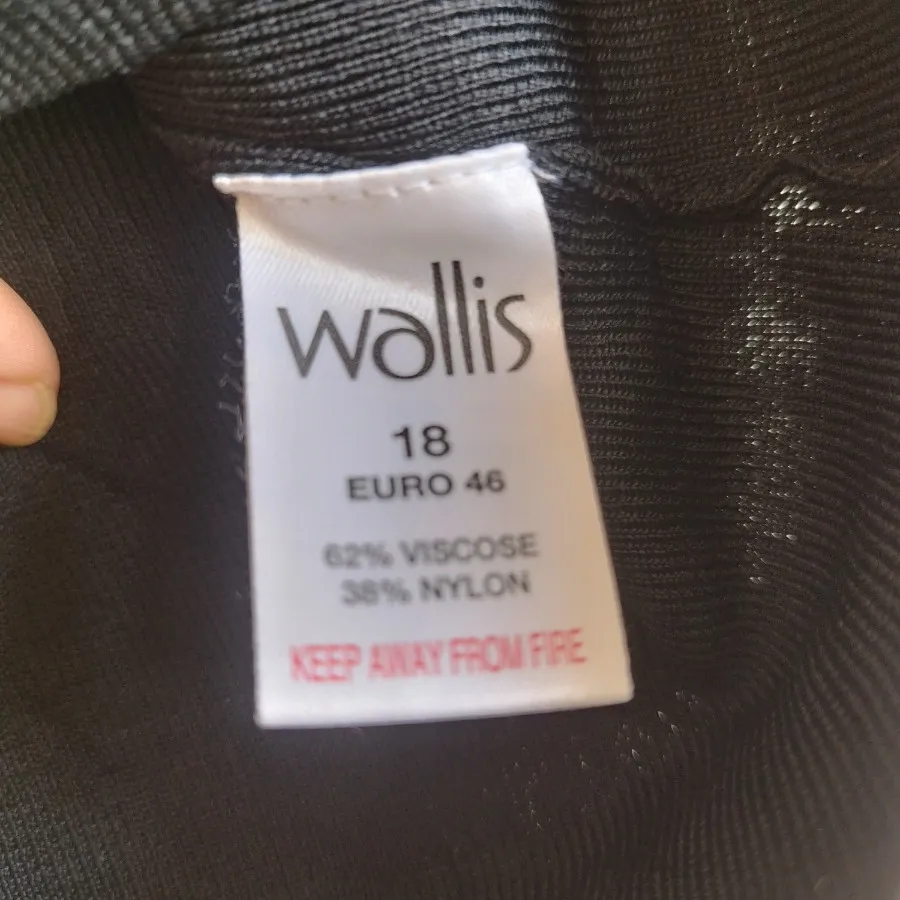 wallis
18
EURO 46
62% VISCOSE
38% NYLON
KEEP AWAY FROM FIRE